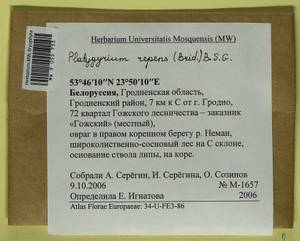 Herbarium Universitatis Mosquensis (MW)
Platygyrium repens (Brid.) B.S.G.
53°46'10"N 23°50'10"E
Белоруссия, Гродненская область,
Гродненский район, 7 км к С от г. Гродно,
72 квартал Гожского лесничества – заказник
«Гожский» (местный),
овраг в правом коренном берегу р. Неман,
широколиственно-сосновый лес на С склоне,
основание ствола липы, на коре.
Собрали А. Серёгин, И. Серёгина, О. Созинов
9.10.2006 № M-1657
Определила Е. Игнатова 2006
Atlas Florae Europaeae: 34-U-FE3-86